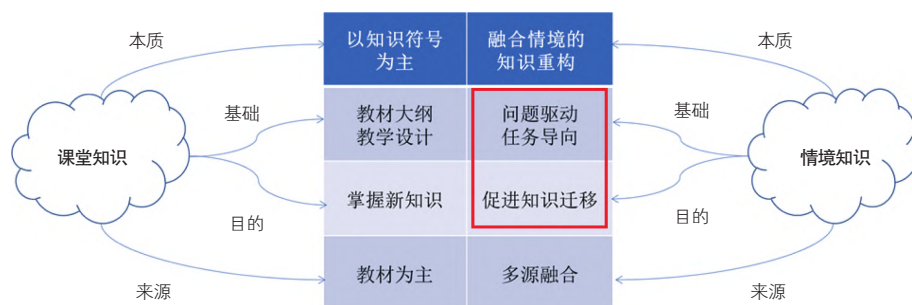 本质
以知识符号
为主
融合情境的
知识重构
本质
基础
教材大纲
教学设计
问题驱动
任务导向
基础
课堂知识
情境知识
目的
掌握新知识
促进知识迁移
目的
来源
教材为主
多源融合
来源